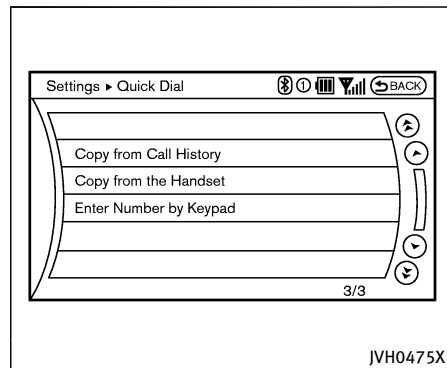 Settings ▸ Quick Dial 1 BACK
Copy from Call History
Copy from the Handset
Enter Number by Keypad
3/3
JVH0475X